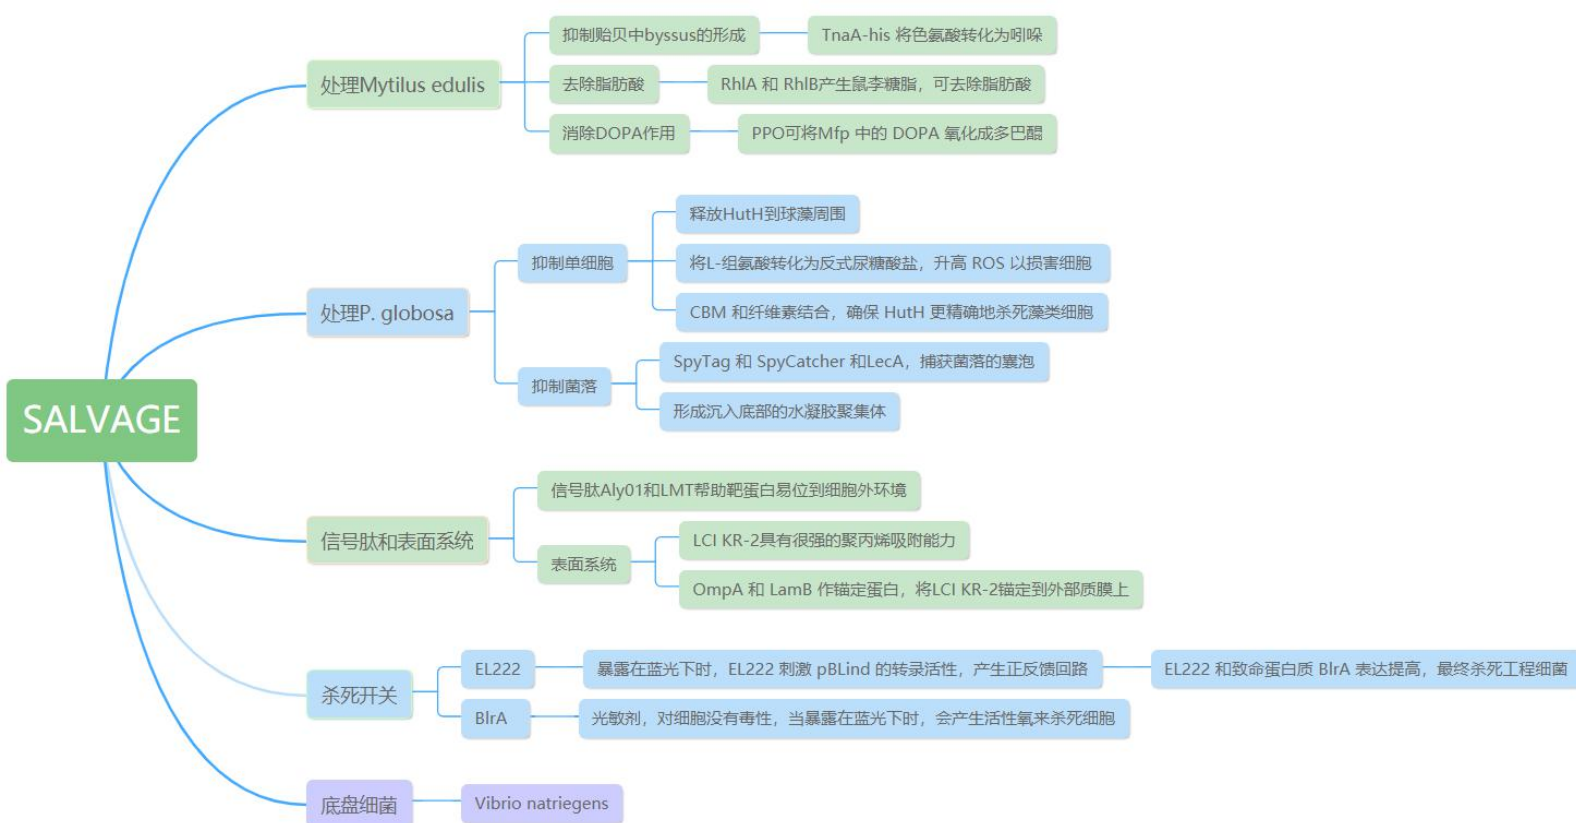 SALVAGE
处理Mytilus edulis
抑制贻贝中byssus的形成
TnaA-his 将色氨酸转化为吲哚
去除脂肪酸
RhlA 和 RhlB产生鼠李糖脂，可去除脂肪酸
消除DOPA作用
PPO可将Mfp 中的 DOPA 氧化成多巴醌
处理P. globosa
抑制单细胞
释放HutH到球藻周围
将L-组氨酸转化为反式尿糖酸盐，升高 ROS 以损害细胞
CBM 和纤维素结合，确保 HutH 更精确地杀死藻类细胞
抑制菌落
SpyTag 和 SpyCatcher 和LecA，捕获菌落的囊泡
形成沉入底部的水凝胶聚集体
信号肽和表面系统
信号肽Aly01和LMT帮助靶蛋白易位到细胞外环境
表面系统
LCI KR-2具有很强的聚丙烯吸附能力
OmpA 和 LamB 作锚定蛋白，将LCI KR-2锚定到外部质膜上
杀死开关
EL222
暴露在蓝光下时，EL222 刺激 pBLind 的转录活性，产生正反馈回路
EL222 和致命蛋白质 BlrA 表达提高，最终杀死工程细菌
BlrA
光敏剂，对细胞没有毒性，当暴露在蓝光下时，会产生活性氧来杀死细胞
底盘细菌
Vibrio natriegens